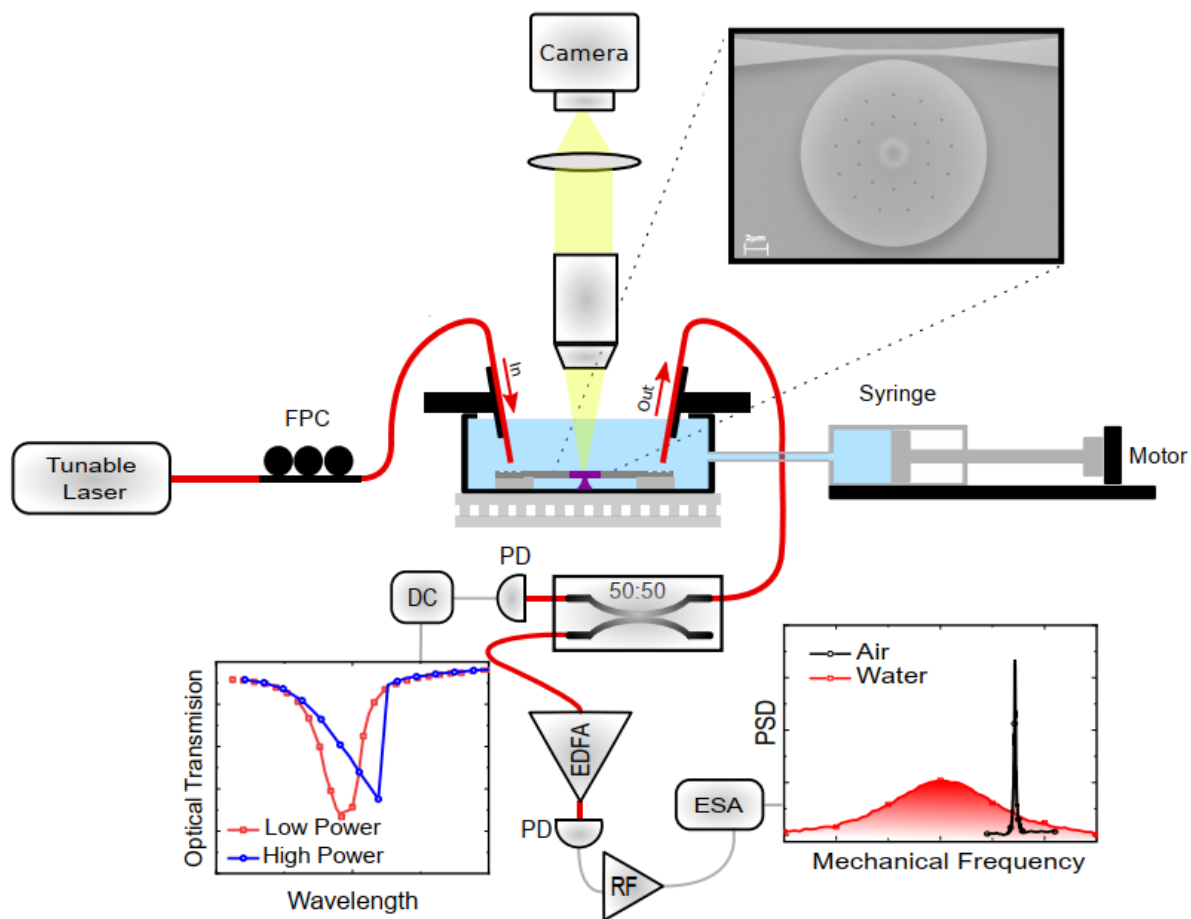 Camera
2µm
In
Out
FPC
Tunable
Laser
Syringe
Motor
PD
DC
50:50
Air
Water
PSD
Mechanical Frequency
Optical Transmision
Low Power
High Power
Wavelength
EDFA
PD
RF
ESA